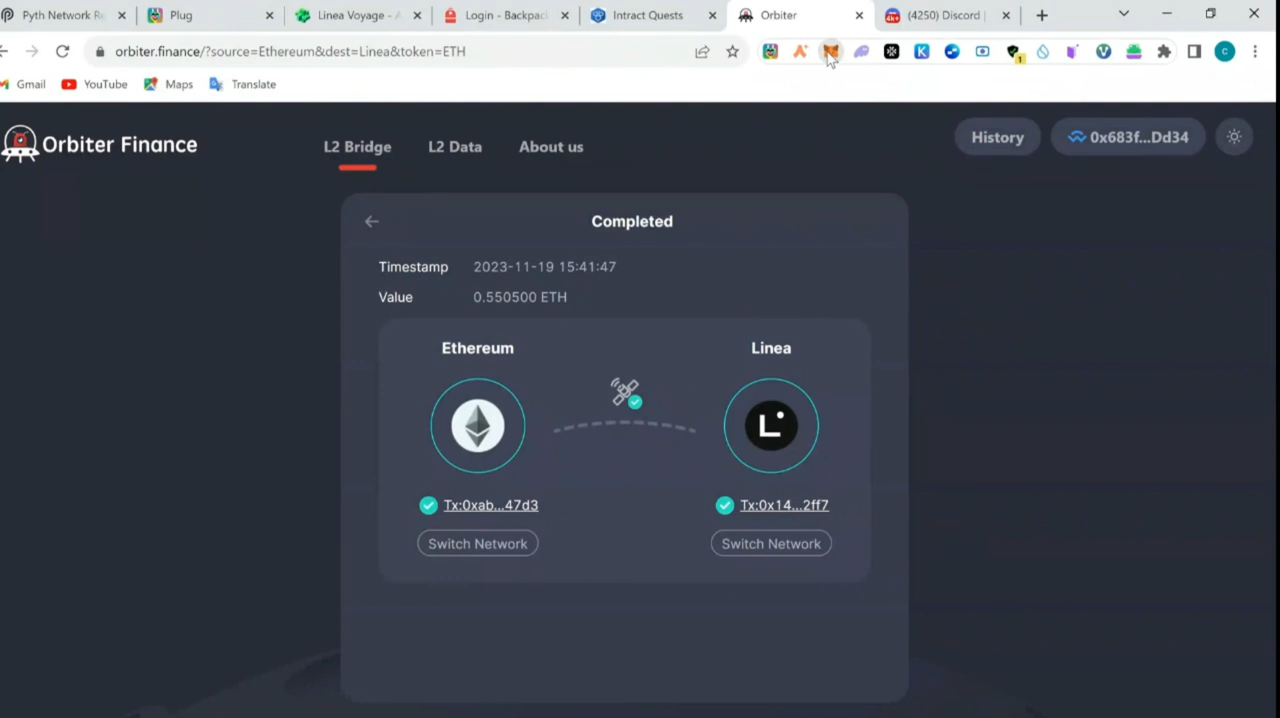 Pyth Network R
Plug
Linea Voyage - A
Login - Backpac
Intract Quests
Orbiter
(4250) Discord |
orbiter.finance/?source=Ethereum&dest=Linea&token=ETH
4k+
K
1
V
C
Gmail
YouTube
Maps
Translate
Orbiter Finance
L2 Bridge
L2 Data
About us
History
0x683f...Dd34
Completed
Timestamp 2023-11-19 15:41:47
Value 0.550500 ETH
Ethereum
Linea
Tx:0xab...47d3
Tx:0x14...2ff7
Switch Network
Switch Network